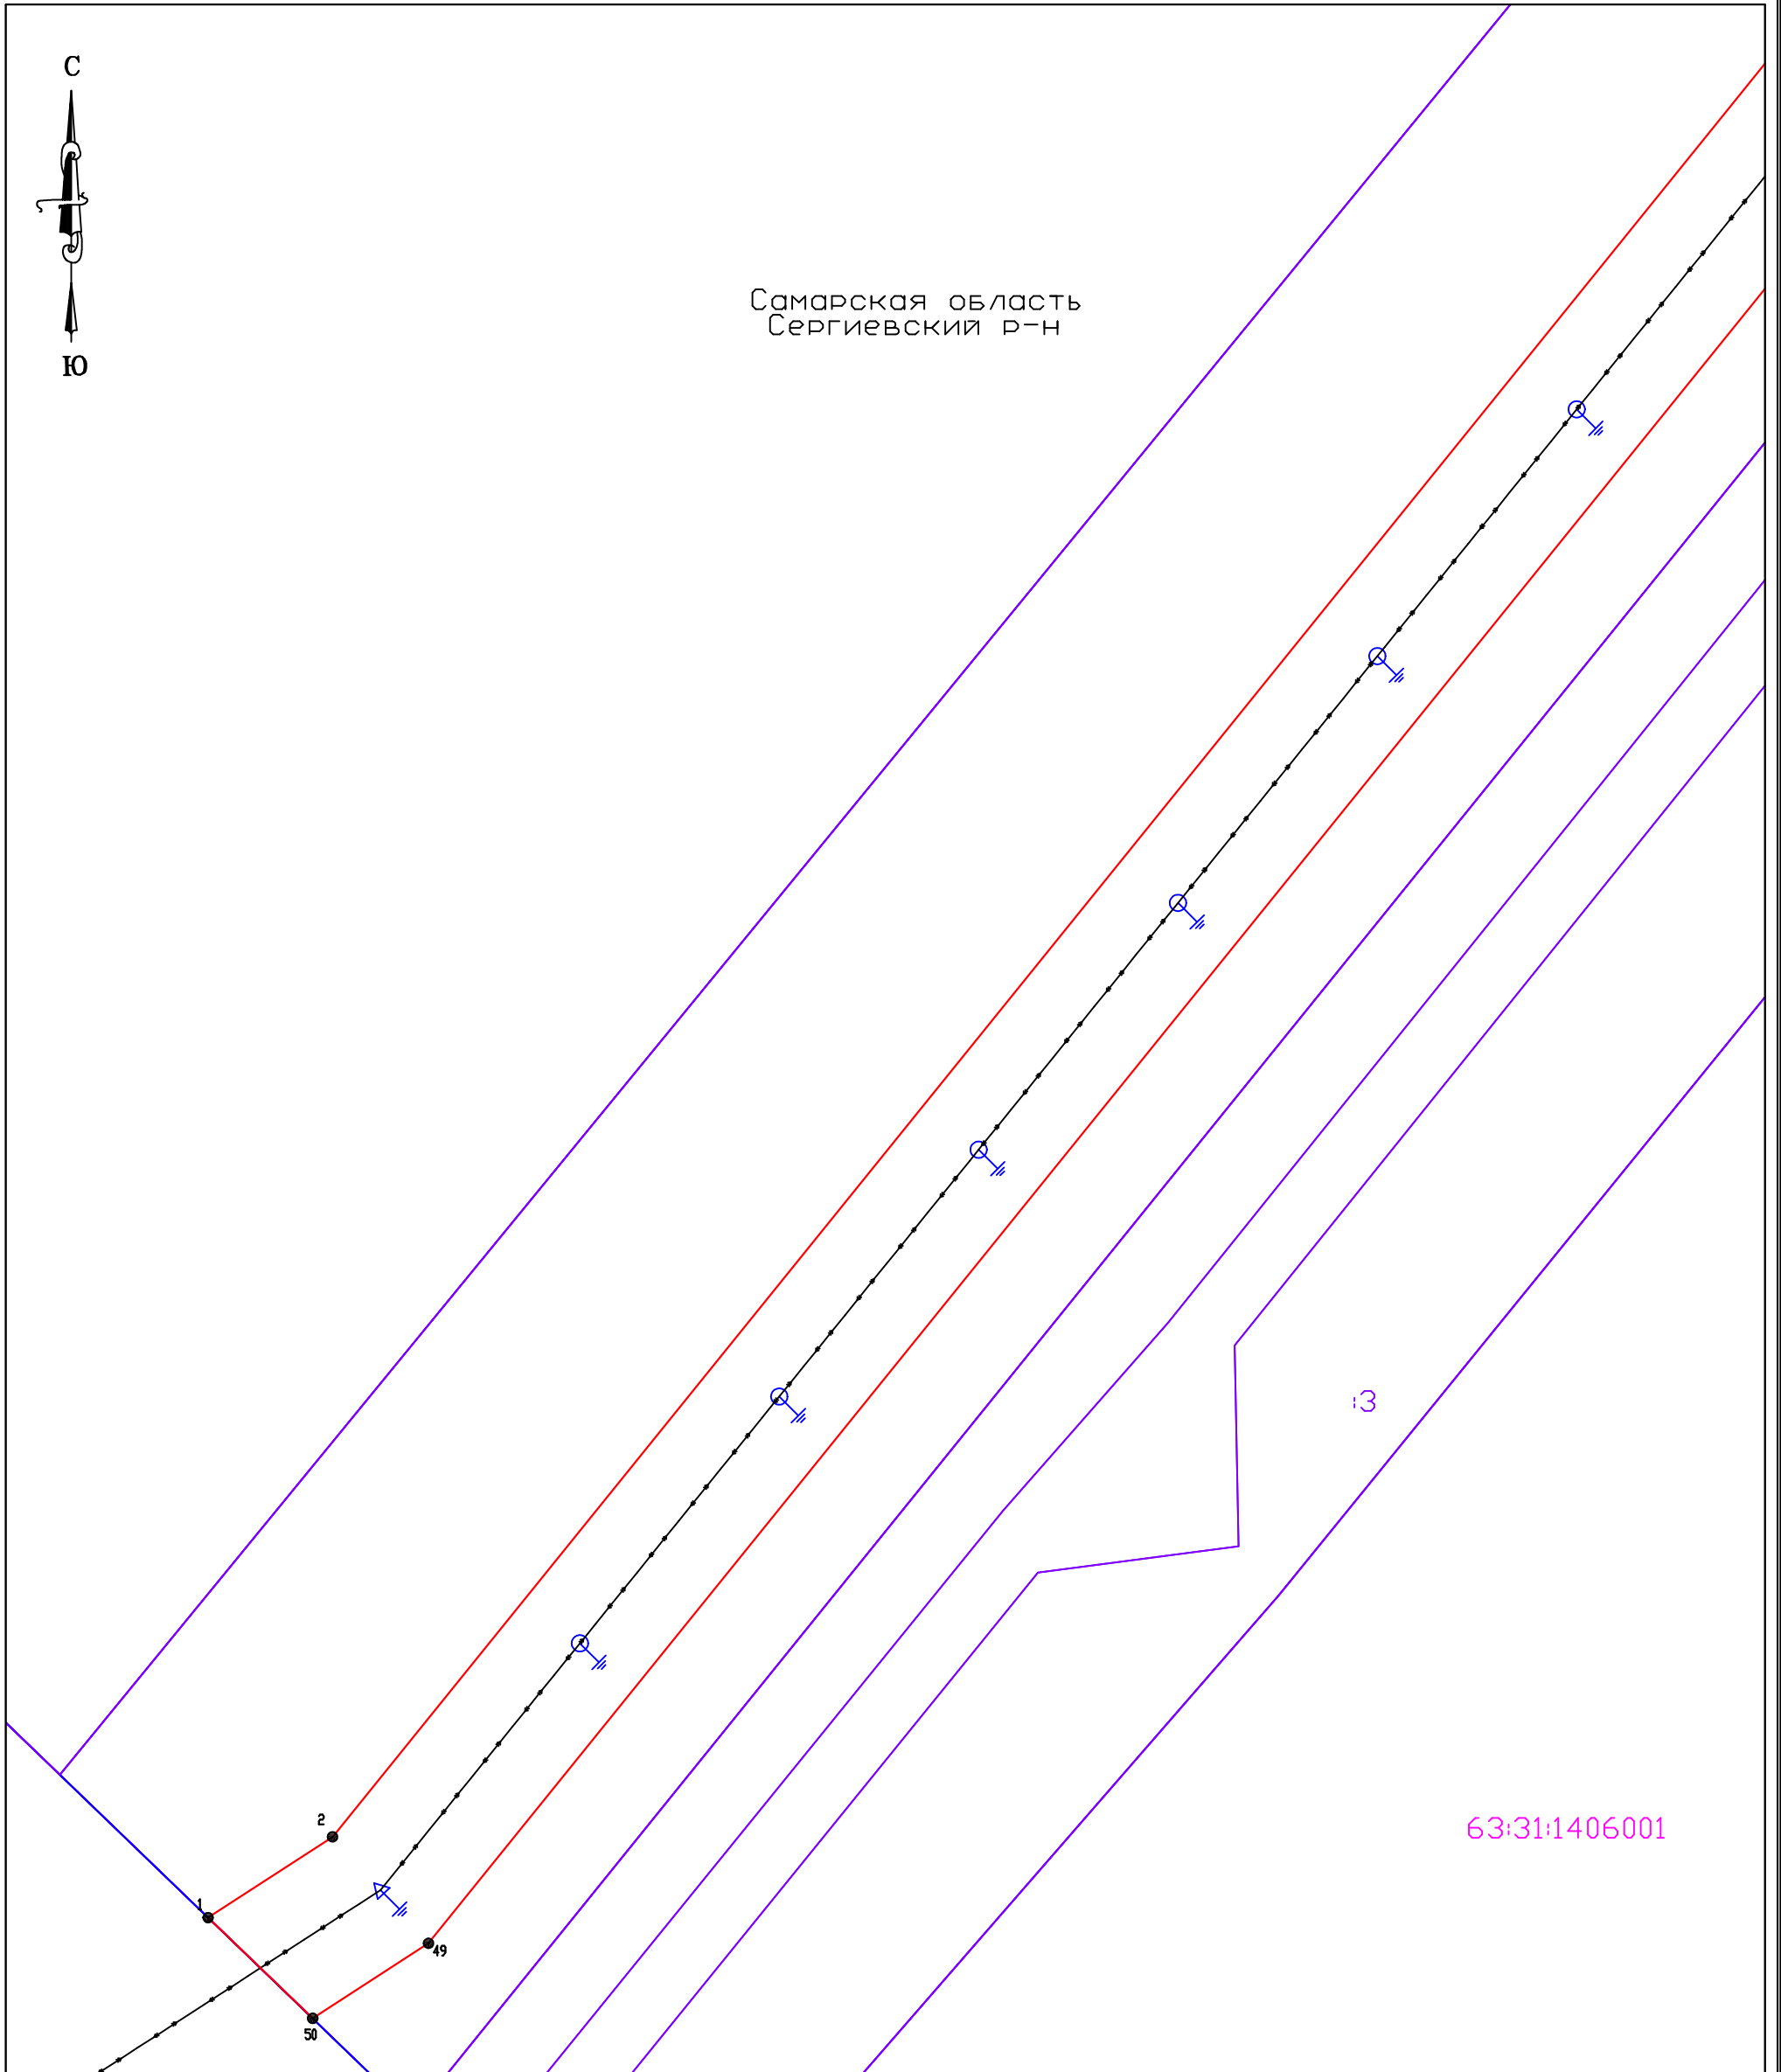 С
Ю
Самарская область
Сергиевский р-н
:3
63:31:1406001
2
1
49
50